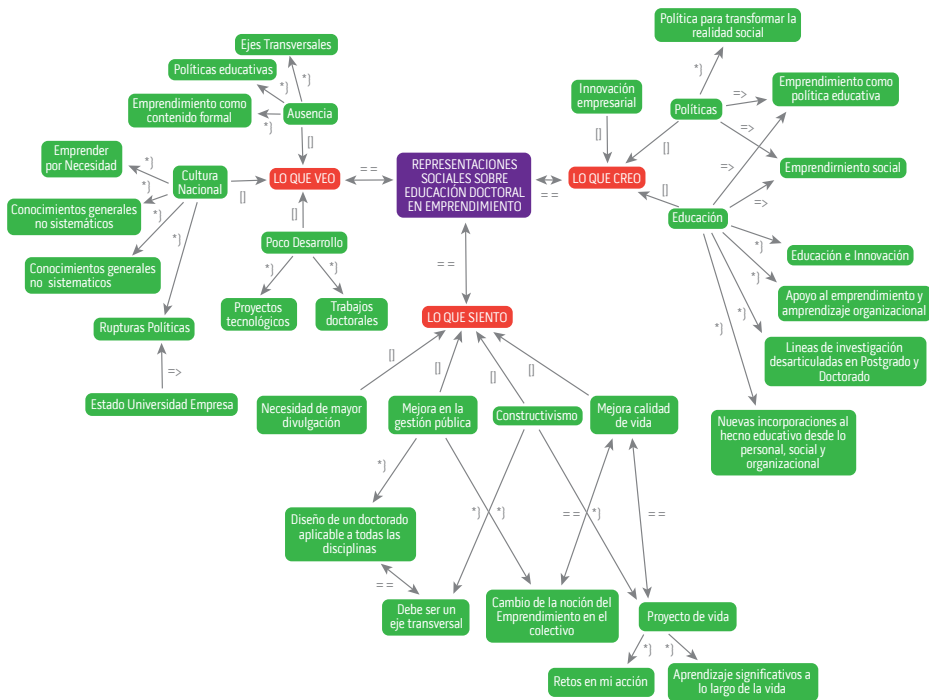 Ejes Transversales
*}
Políticas educativas
*}
Emprendimiento como
contenido formal
*}
Ausencia
[]
Emprender
por Necesidad
*}
Cultura
Nacional
[]
LO QUE VEO
==
REPRESENTACIONES
SOCIALES SOBRE
EDUCACIÓN DOCTORAL
EN EMPRENDIMIENTO
==
LO QUE CREO
Conocimientos generales
no sistemáticos
*}
*}
*}
Conocimientos generales
no sistematicos
Rupturas Políticas
=>
Estado Universidad Empresa
[]
Poco Desarrollo
*}
*}
Proyectos
tecnológicos
Trabajos
doctorales
Innovación
empresarial
[]
Política para transformar la
realidad social
*}
Políticas
[]
=>
=>
Emprendimiento como
política educativa
=>
Emprendirniento social
=>
[]
Educación
*}
Educación e Innovación
*}
Apoyo al emprendimiento y
amprendizaje organizacional
*}
Lineas de investigación
desarticuladas en Postgrado y
Doctorado
*}
Nuevas incorporaciones al
hecno educativo desde lo
personal, social y
organizacional
==
LO QUE SIENTO
[]
[]
[]
[]
Necesidad de mayor
divulgación
Mejora en la
gestión pública
Constructivismo
Mejora calidad
de vida
*}
*}
*}
==
*}
==
Diseño de un doctorado
aplicable a todas las
disciplinas
==
Debe ser un
eje transversal
Cambio de la noción del
Emprendimiento en el
colectivo
Proyecto de vida
*}
*}
Retos en mi acción
Aprendizaje significativos a
lo largo de la vida